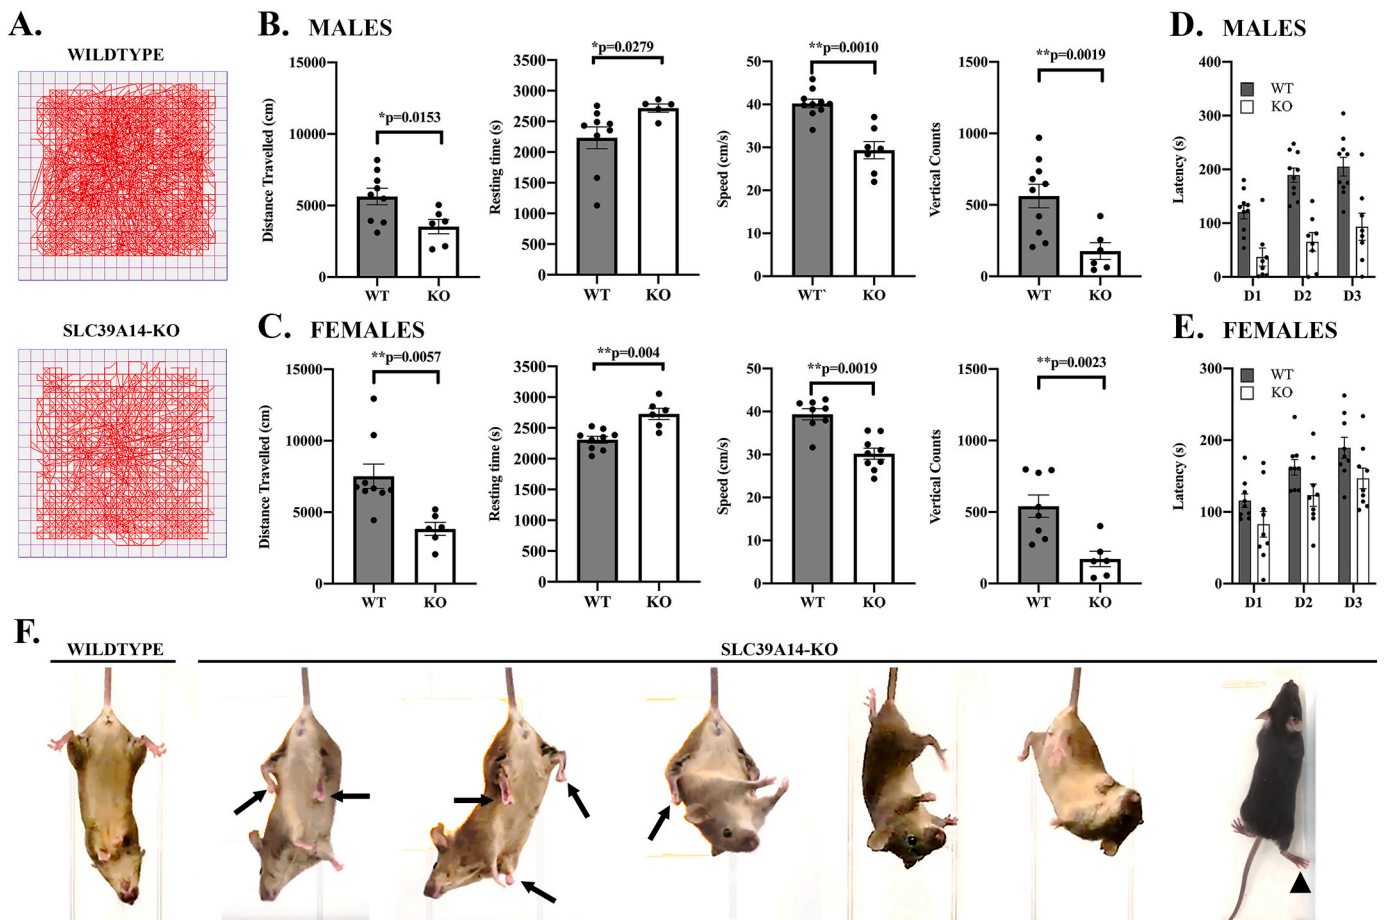 A.
WILDTYPE
SLC39A14-KO
B. MALES
15000
10000
5000
0
Distance Travelled (cm)
*p=0.0153
WT KO
3500
3000
2500
2000
1500
1000
500
0
Resting time (s)
*p=0.0279
WT KO
50
40
30
20
10
0
Speed (cm/s)
**p=0.0010
WT` KO
1500
1000
500
0
Vertical Counts
**p=0.0019
WT KO
C. FEMALES
15000
10000
5000
0
Distance Travelled (cm)
**p=0.0057
WT KO
3500
3000
2500
2000
1500
1000
500
0
Resting time (s)
**p=0.004
WT KO
50
40
30
20
10
0
Speed (cm/s)
**p=0.0019
WT KO
1500
1000
500
0
Vertical Counts
**p=0.0023
WT KO
D. MALES
400
300
200
100
0
Latency (s)
WT
KO
D1 D2 D3
E. FEMALES
300
200
100
0
Latency (s)
WT
KO
D1 D2 D3
F.
WILDTYPE
SLC39A14-KO